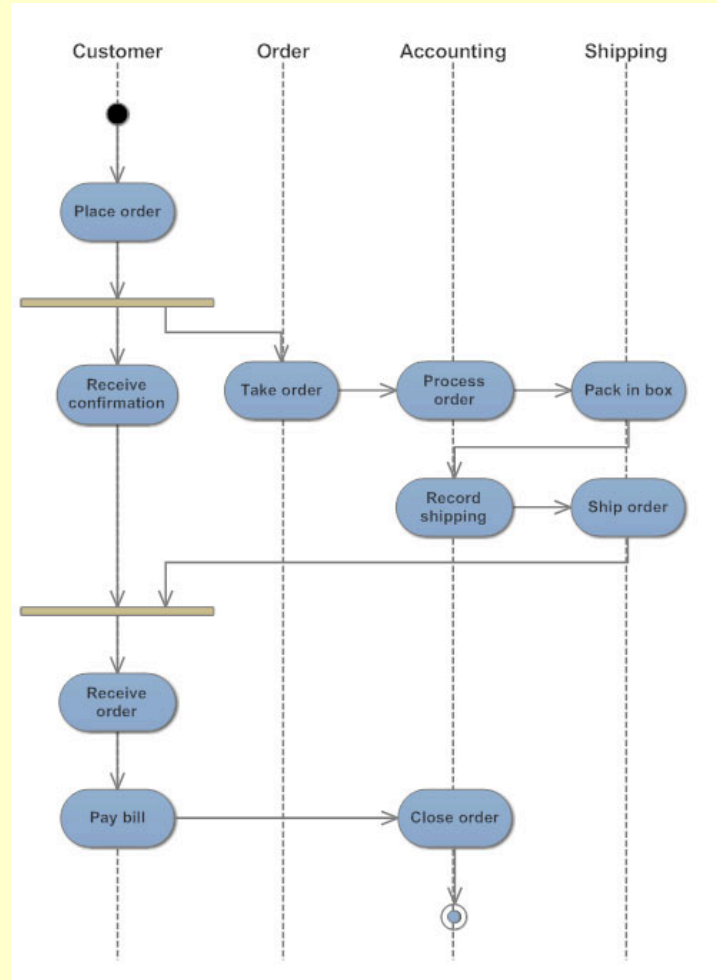 Customer
Order
Accounting
Shipping
Place order
Receive
confirmation
Take order
Process
order
Pack in box
Record
shipping
Ship order
Receive
order
Pay bill
Close order